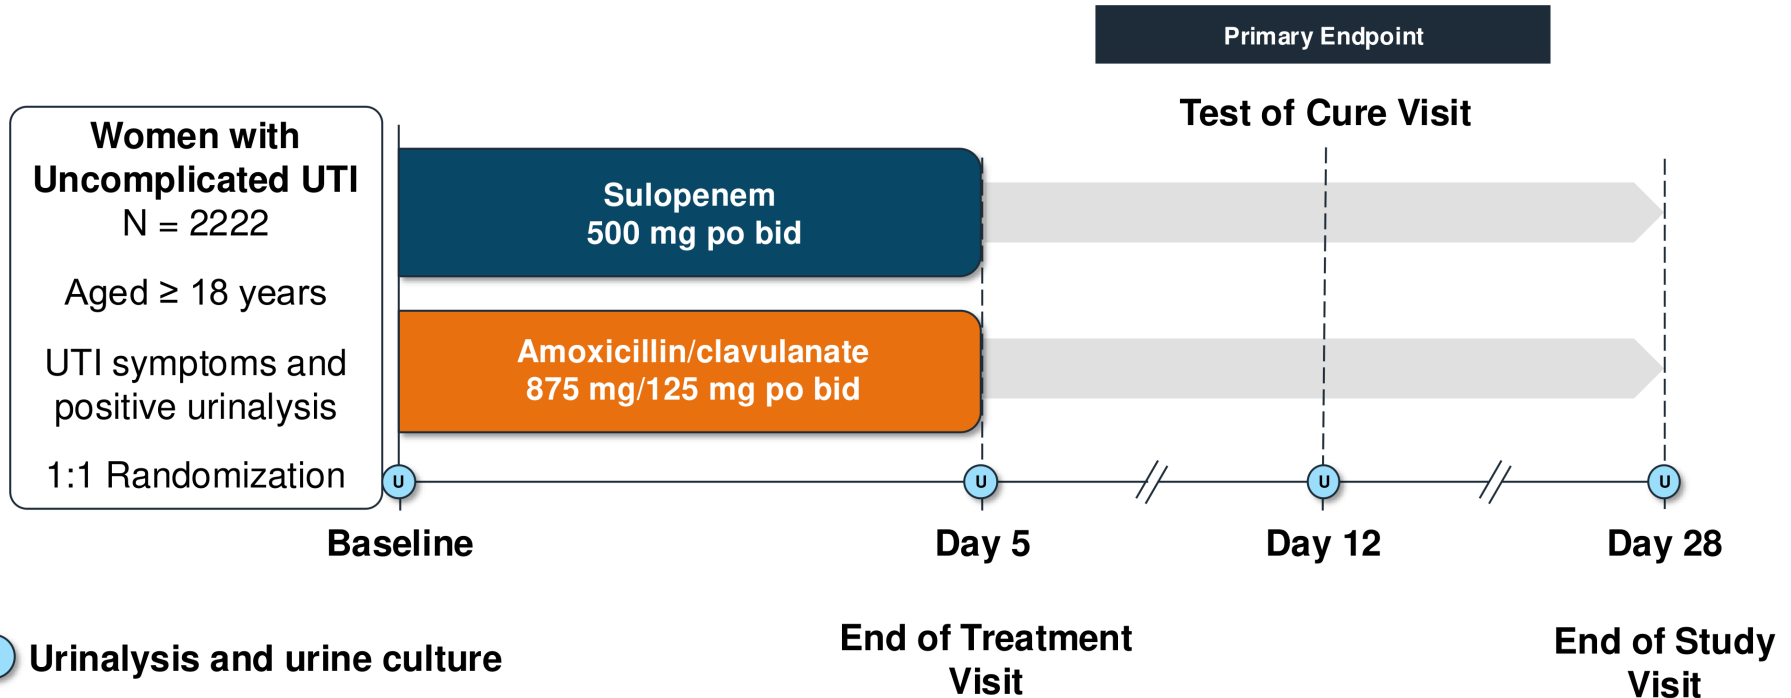 Primary Endpoint
Test of Cure Visit
Women with
Uncomplicated UTI
N = 2222
Aged ≥ 18 years
UTI symptoms and
positive urinalysis
1:1 Randomization
Sulopenem
500 mg po bid
Amoxicillin/clavulanate
875 mg/125 mg po bid
U
U
U
U
Baseline
Day 5
Day 12
Day 28
End of Treatment
Visit
End of Study
Visit
Urinalysis and urine culture